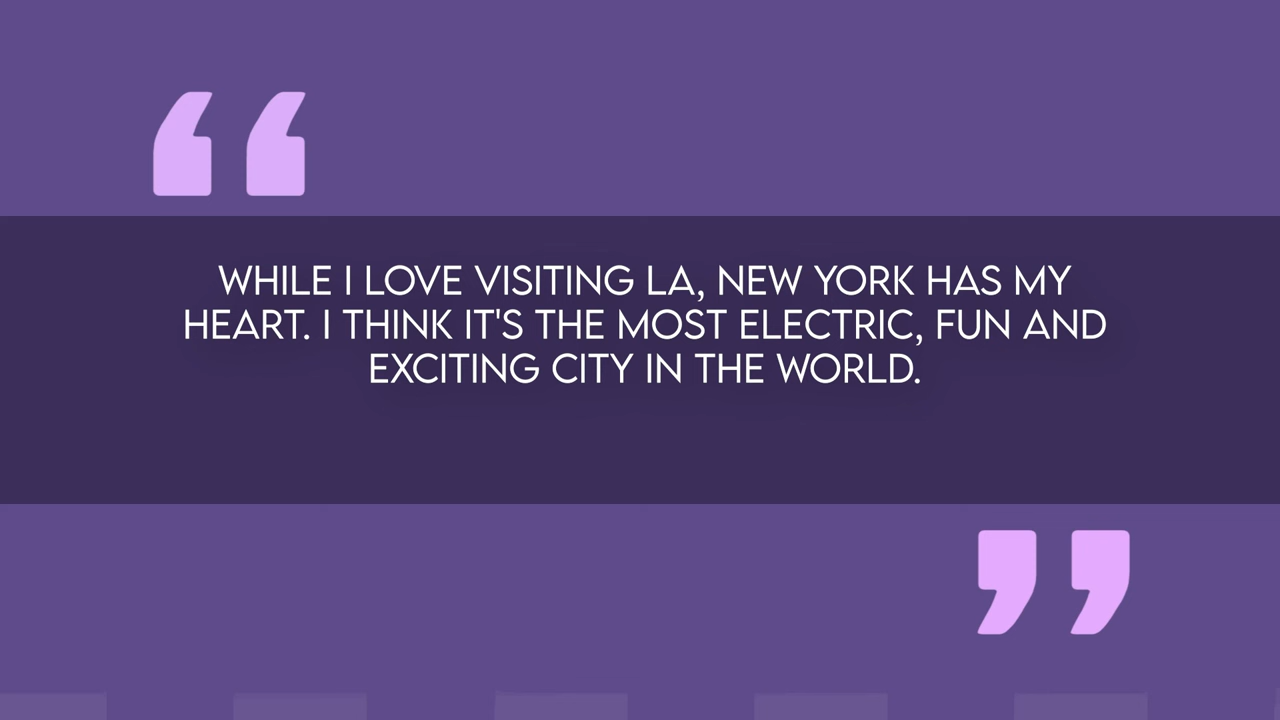 WHILE I LOVE VISITING LA, NEW YORK HAS MY
HEART. I THINK IT'S THE MOST ELECTRIC, FUN AND
EXCITING CITY IN THE WORLD.